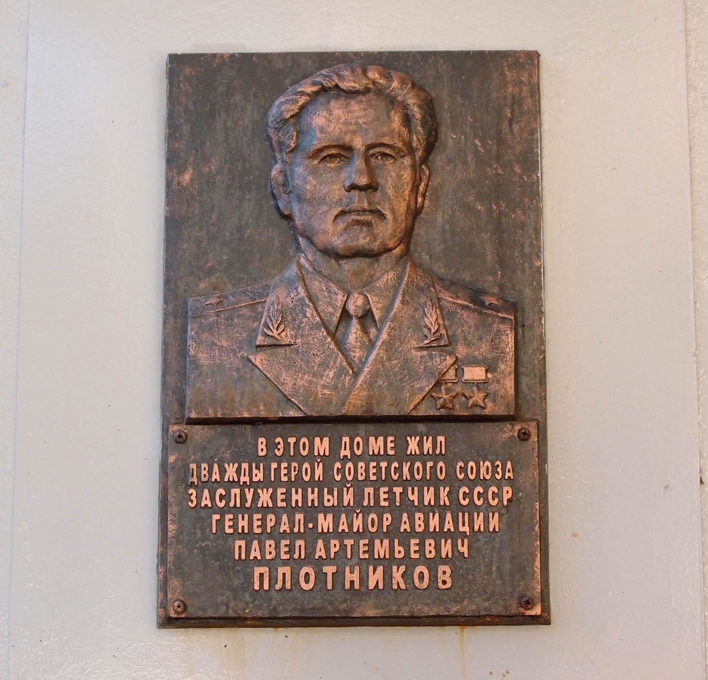 В ЭТОМ ДОМЕ ЖИЛ
ДВАЖДЫ ГЕРОЙ СОВЕТСКОГО СОЮЗА
ЗАСЛУЖЕННЫЙ ЛЕТЧИК СССР
ГЕНЕРАЛ-МАЙОР АВИАЦИИ
ПАВЕЛ АРТЕМЬЕВИЧ
ПЛОТНИКОВ